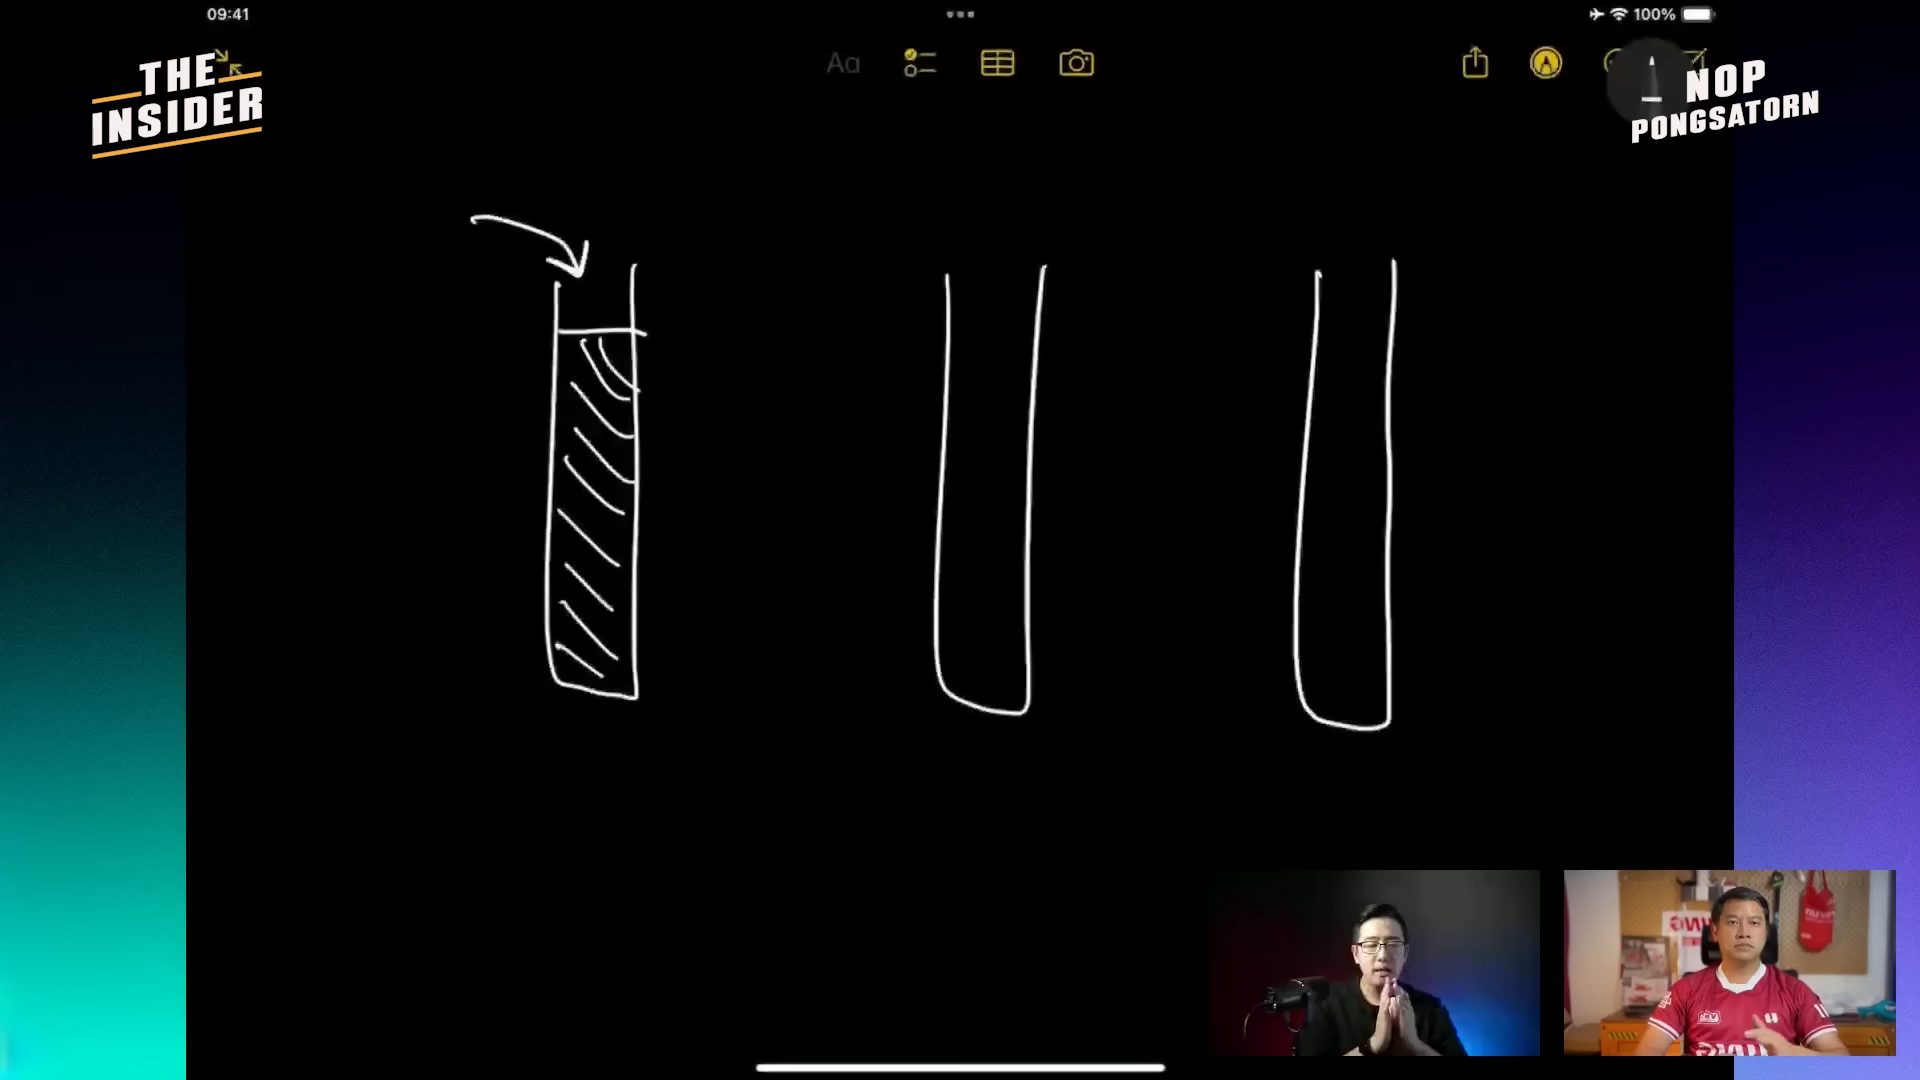 09:41
100%
THE
INSIDER
Aa
NOP
PONGSATORN